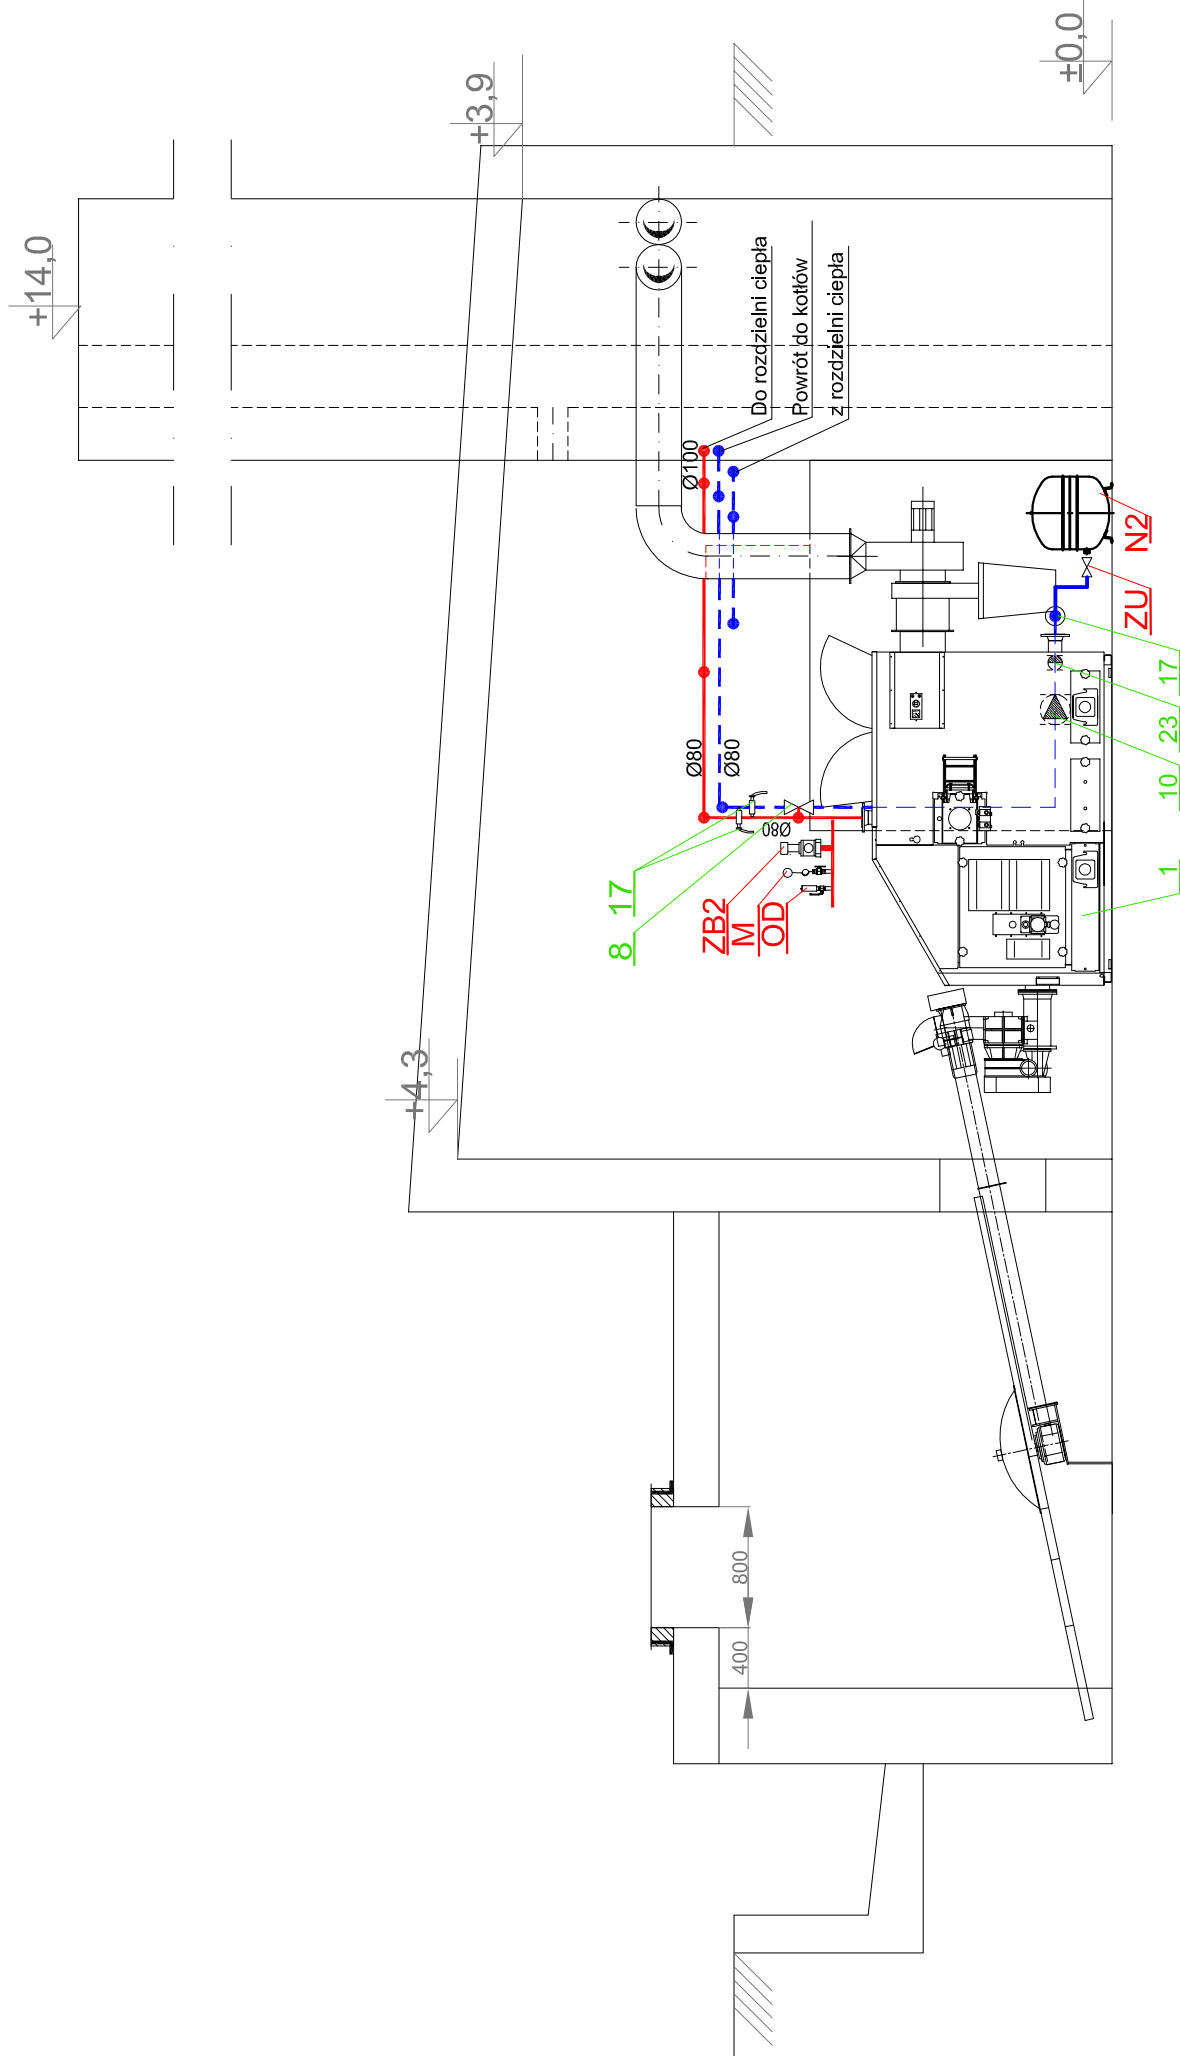 +14,0
+3,9
±0,0
+4,3
Do rozdzielni ciepła
Powrót do kotłów
z rozdzielni ciepła
Ø100
Ø80
Ø80
Ø80
8
17
ZB2
M
OD
ZU
N2
1
10
23
17
400
800